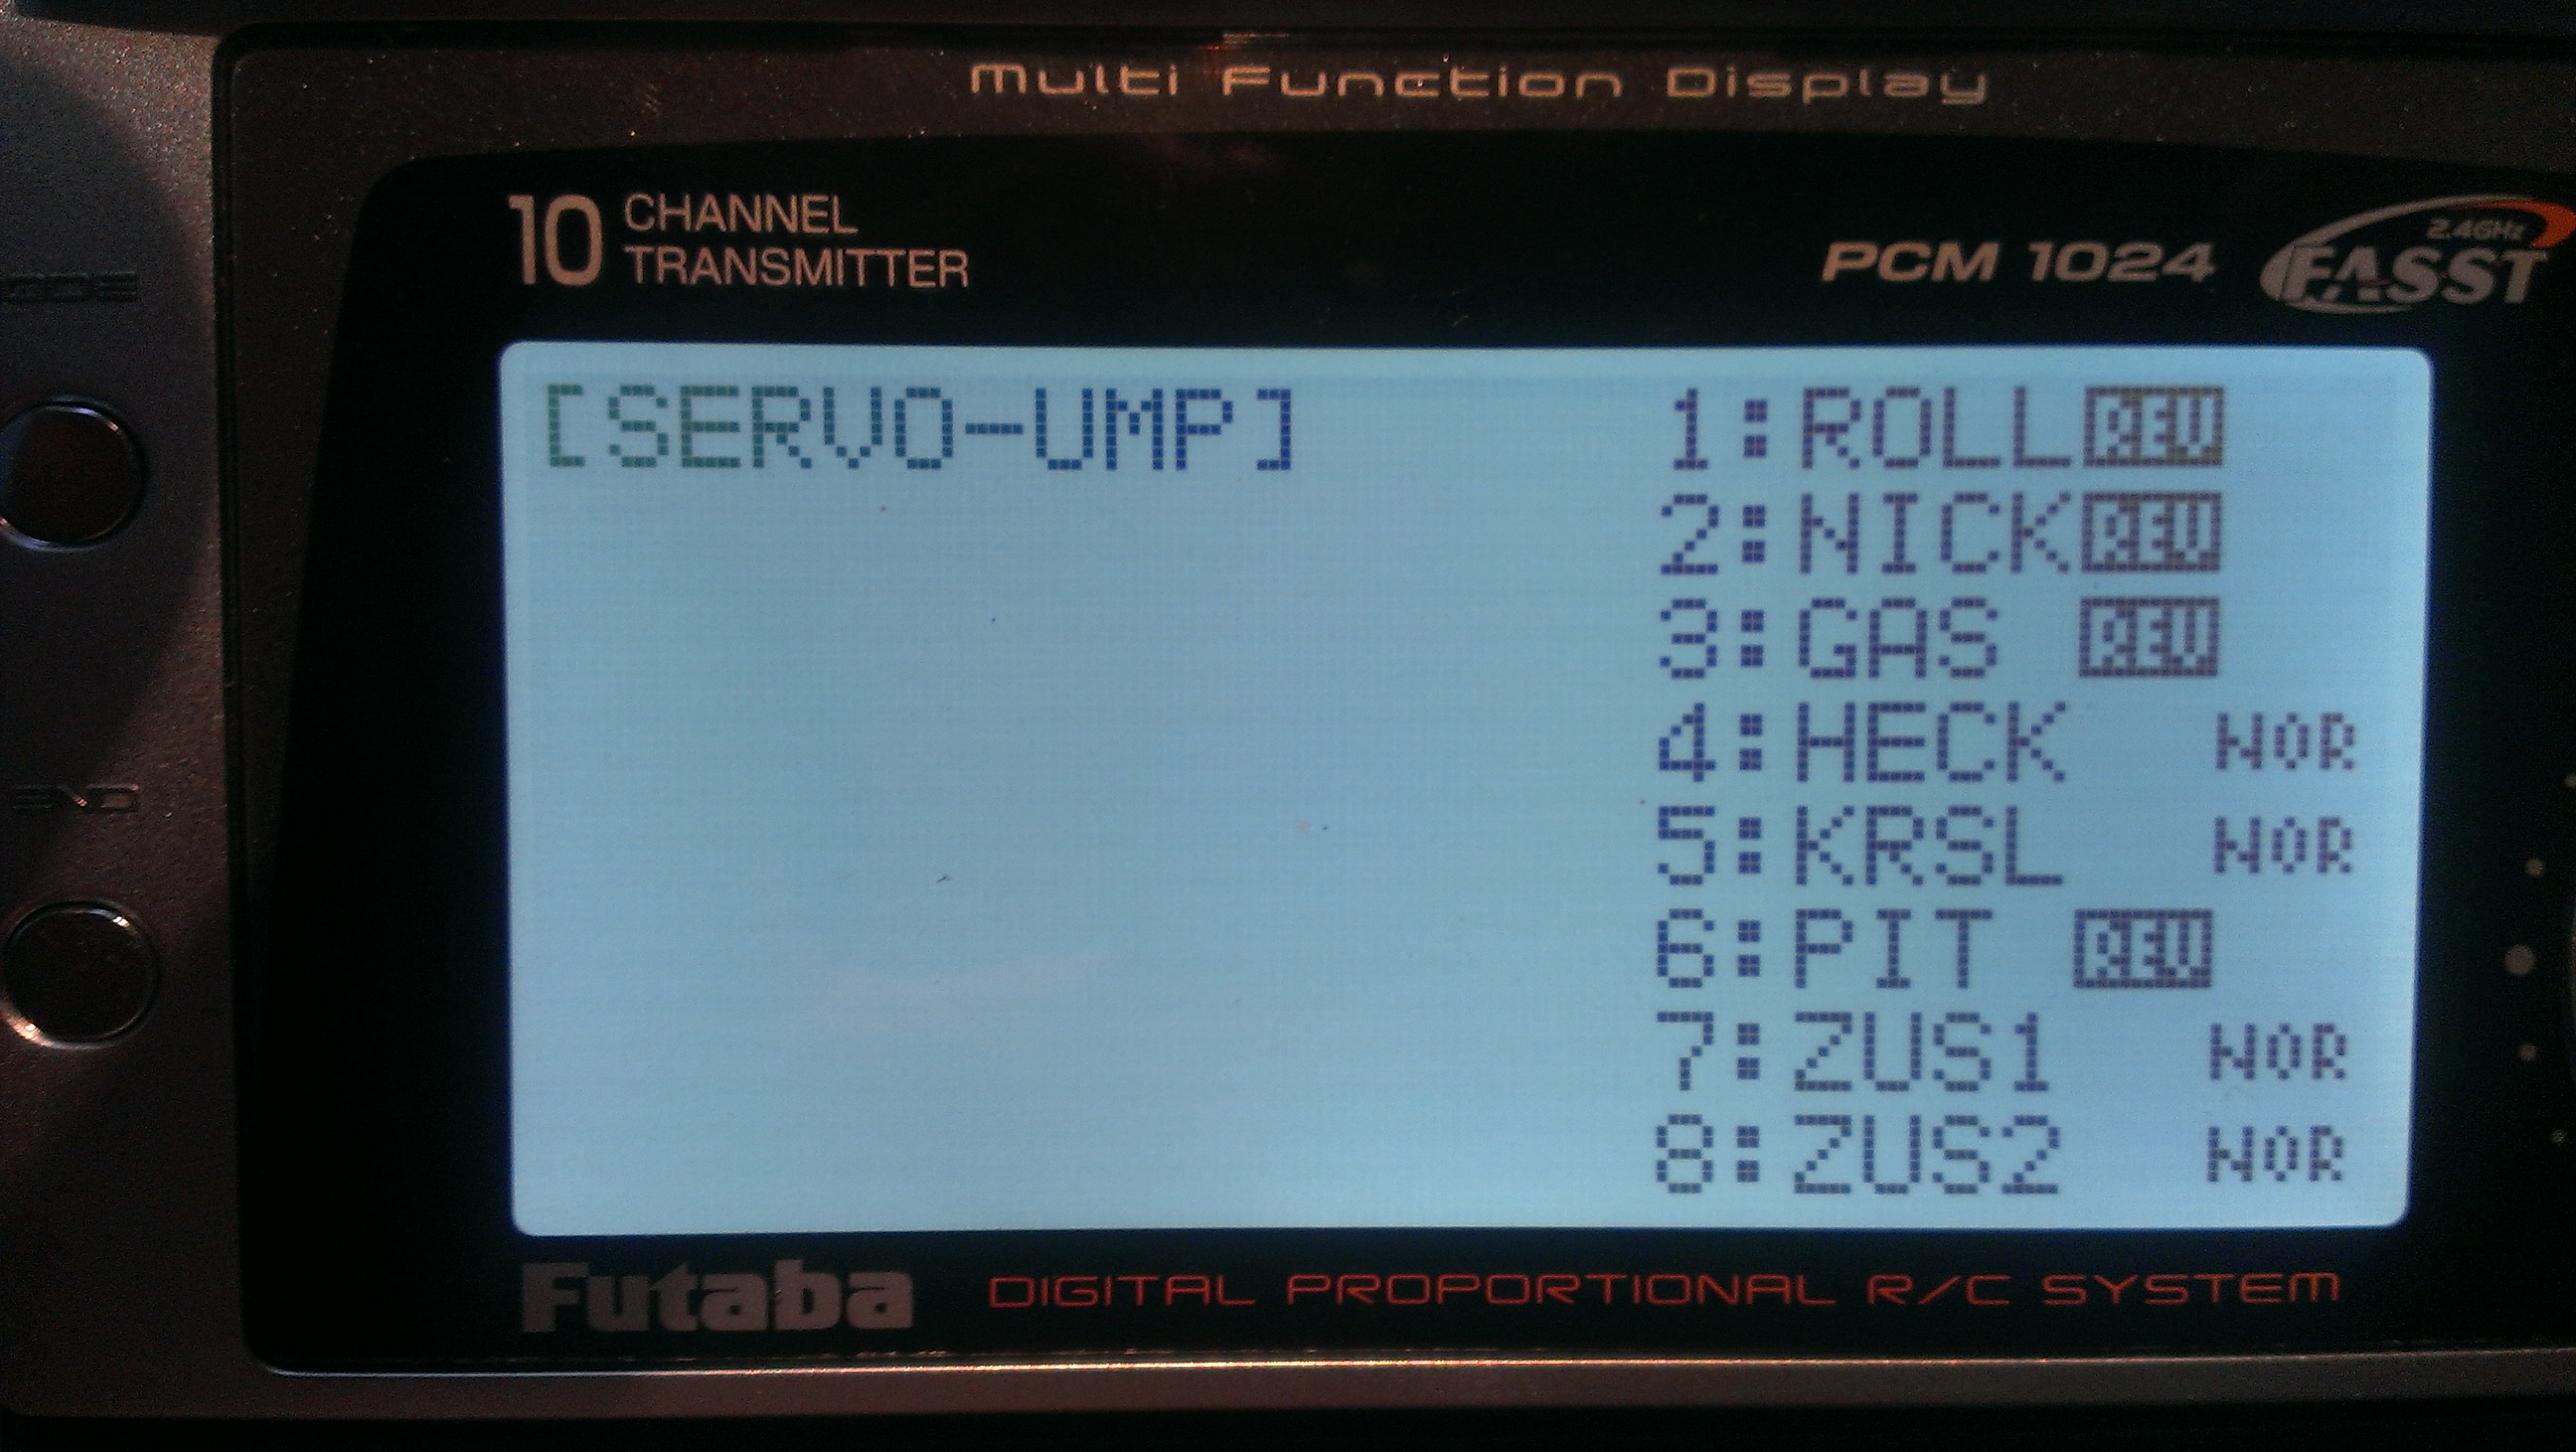 Multi Function Display
10 CHANNEL
TRANSMITTER
PCM 1024
2.4GHz
FASST
[SERVO-UMP]
1:ROLL REV
2:NICK REV
3:GAS REV
4:HECK NOR
5:KRSL NOR
6:PIT REV
7:ZUS1 NOR
8:ZUS2 NOR
END
Futaba
DIGITAL PROPORTIONAL R/C SYSTEM